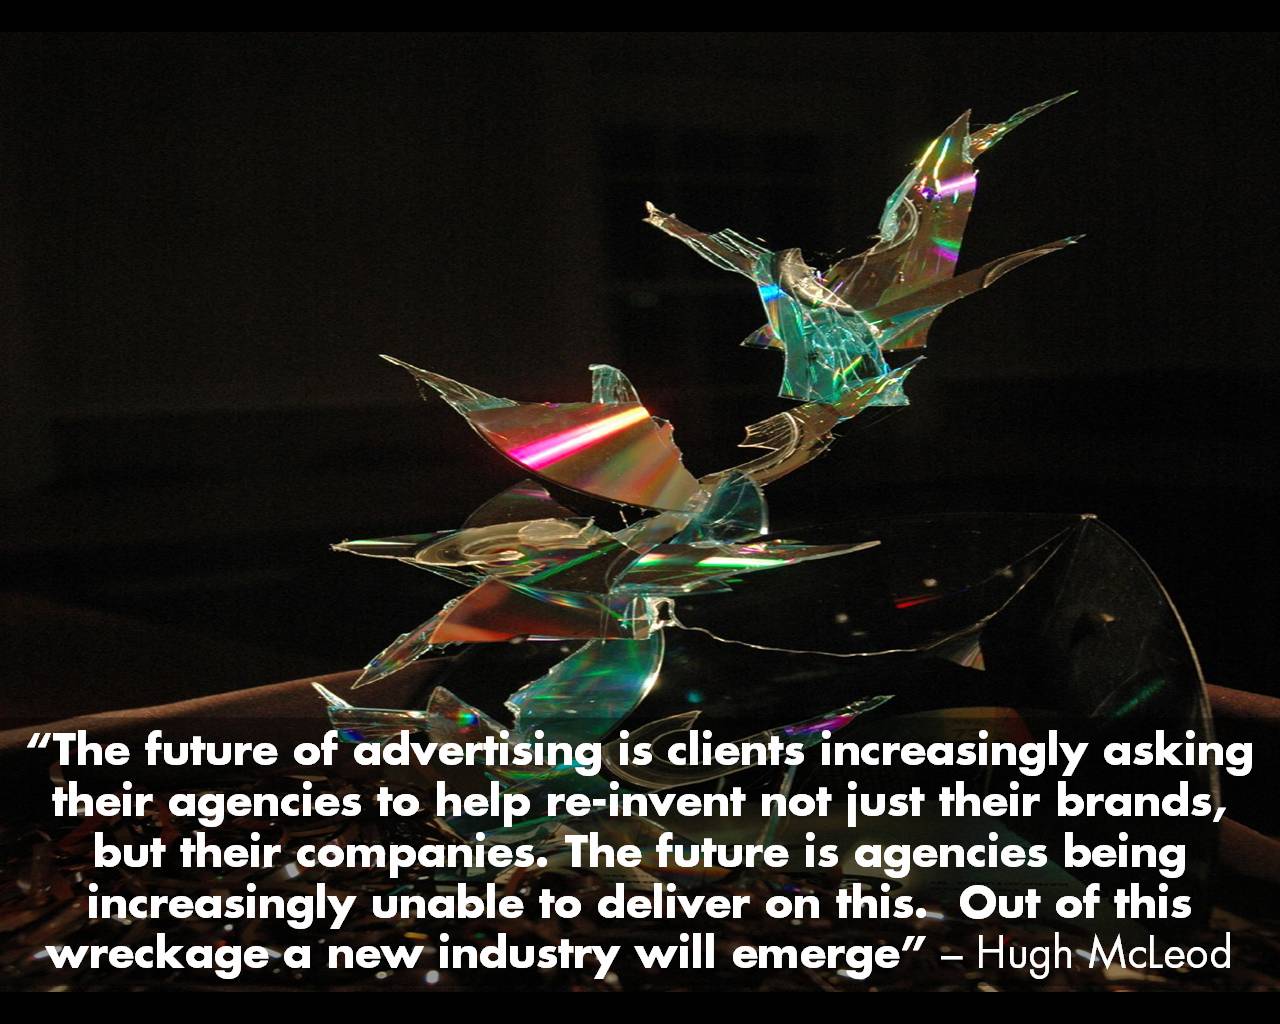 “The future of advertising is clients increasingly asking
their agencies to help re-invent not just their brands,
but their companies. The future is agencies being
increasingly unable to deliver on this.  Out of this
wreckage a new industry will emerge” – Hugh McLeod